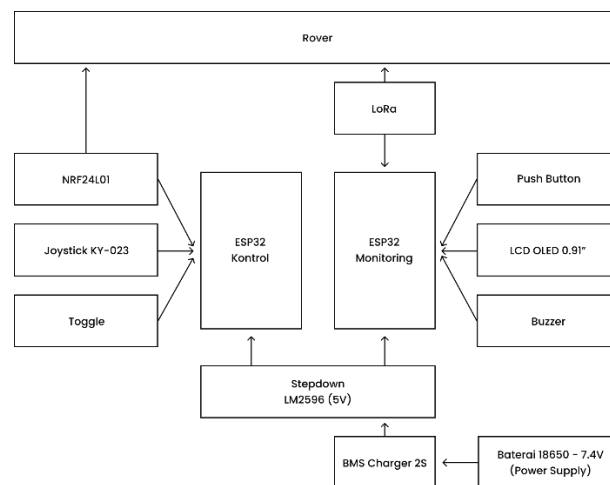 Rover
LoRa
NRF24L01
Push Button
ESP32
Kontrol
ESP32
Monitoring
Joystick KY-023
LCD OLED 0.91”
Toggle
Buzzer
Stepdown
LM2596 (5V)
BMS Charger 2S
Baterai 18650 - 7.4V
(Power Supply)